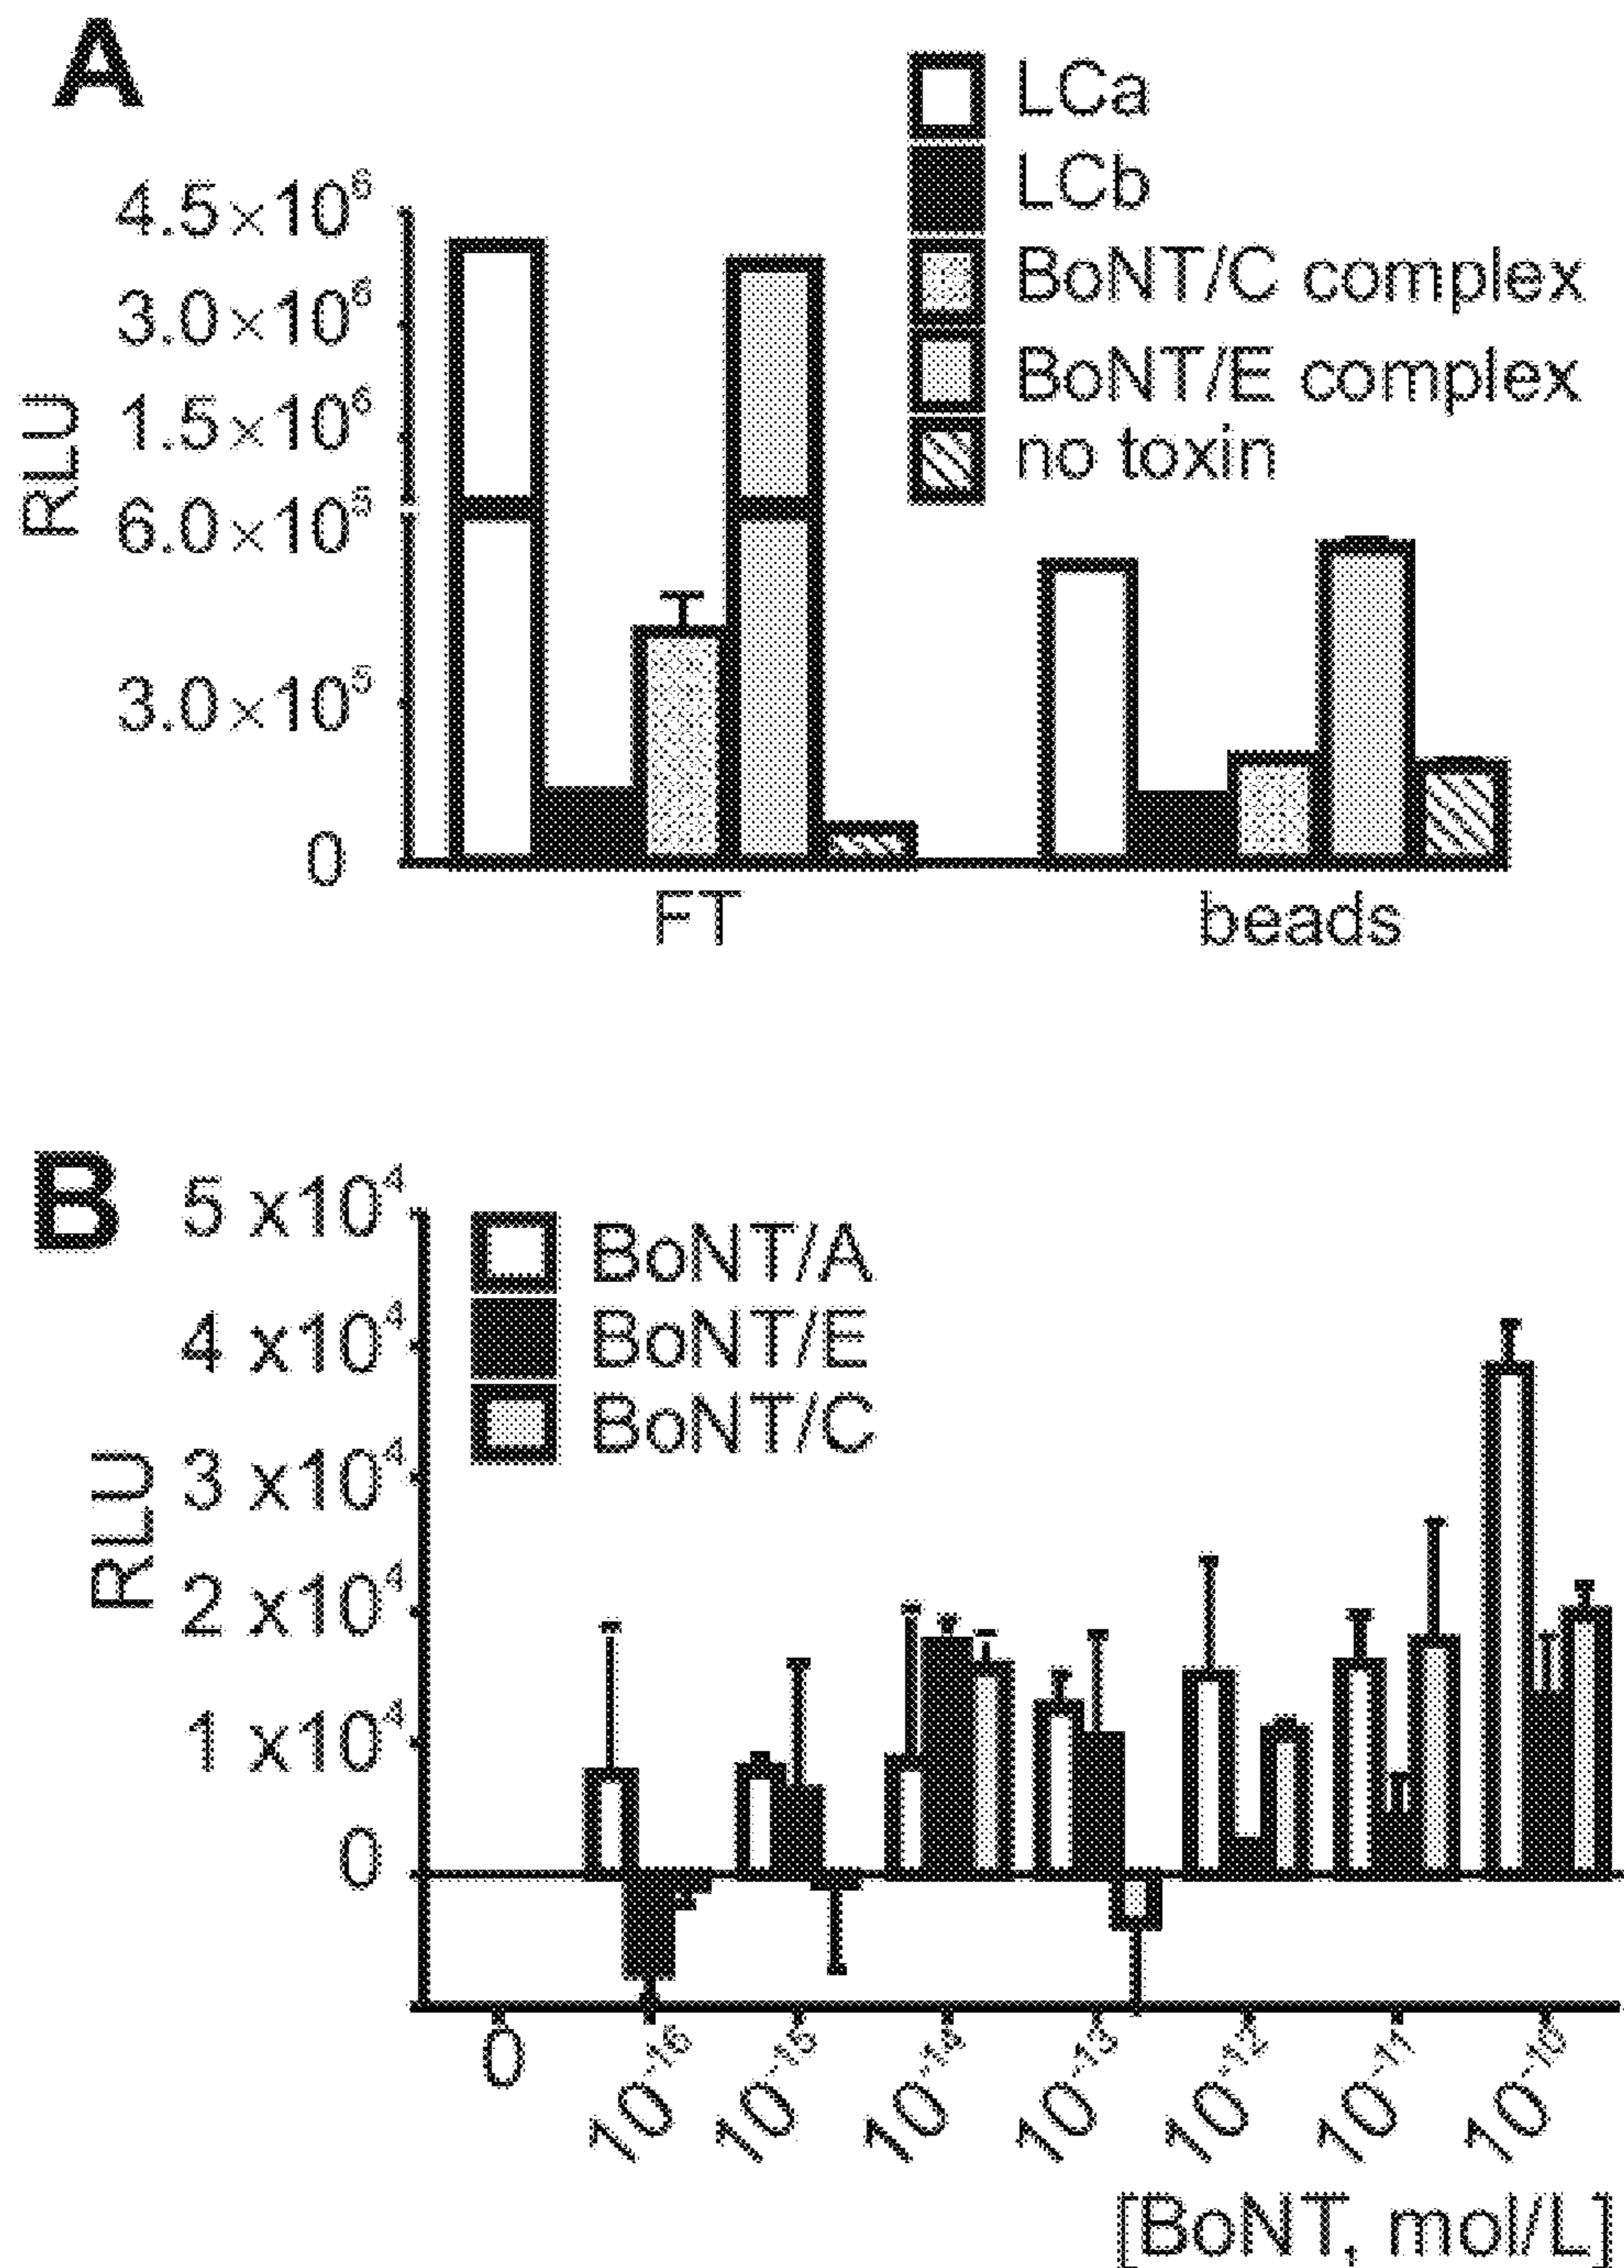 A
LCa
LCb
BoNT/C complex
BoNT/E complex
no toxin
4.5×10⁶
3.0×10⁶
1.5×10⁶
6.0×10⁵
3.0×10⁵
0
RLU
FT
beads
B
5 x10⁴
4 x10⁴
3 x10⁴
2 x10⁴
1 x10⁴
0
RLU
BoNT/A
BoNT/E
BoNT/C
0
10⁻¹⁶
10⁻¹⁵
10⁻¹⁴
10⁻¹³
10⁻¹²
10⁻¹¹
10⁻¹⁰
[BoNT, mol/L]